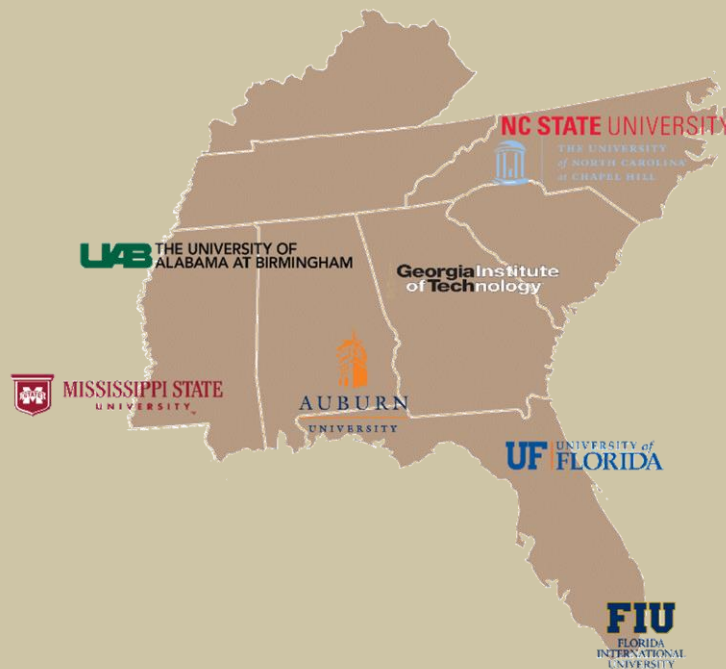 NC STATE UNIVERSITY
THE UNIVERSITY
of NORTH CAROLINA
at CHAPEL HILL
UAB THE UNIVERSITY OF
ALABAMA AT BIRMINGHAM
Georgia Institute
of Technology
MISSISSIPPI STATE
UNIVERSITY™
AUBURN
UNIVERSITY
UF UNIVERSITY of
FLORIDA
FIU
FLORIDA
INTERNATIONAL
UNIVERSITY